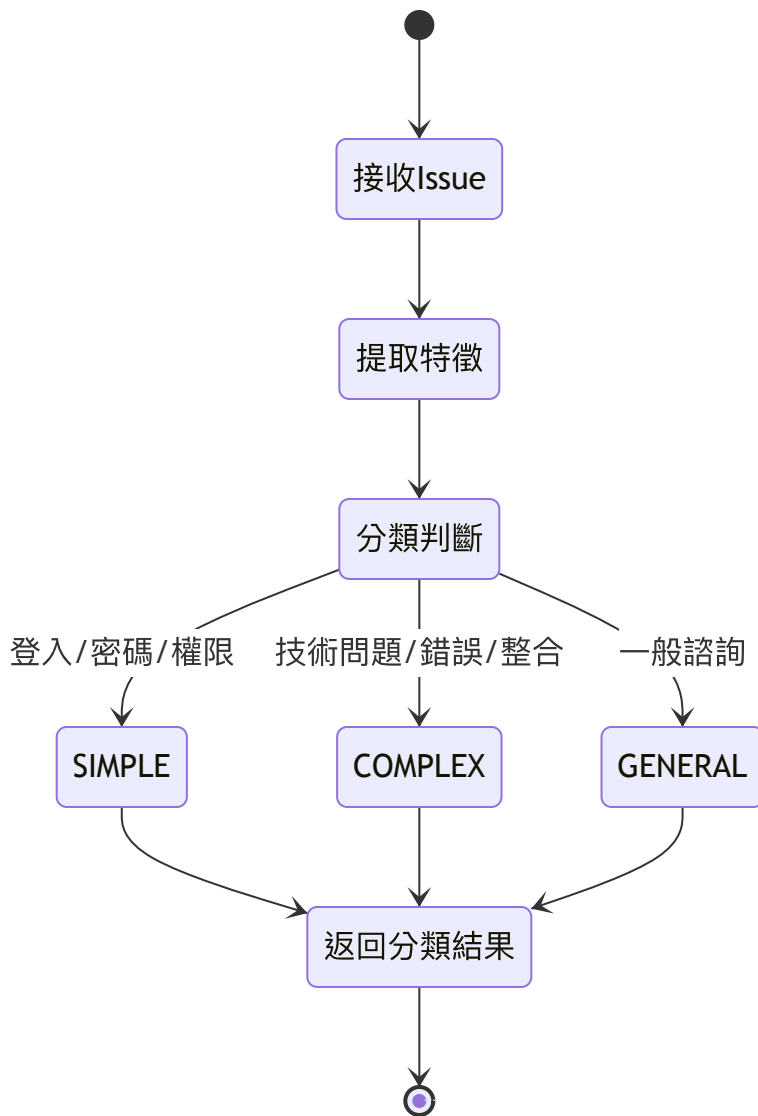 接收Issue
提取特徵
分類判斷
登入/密碼/權限
技術問題/錯誤/整合
一般諮詢
SIMPLE
COMPLEX
GENERAL
返回分類結果